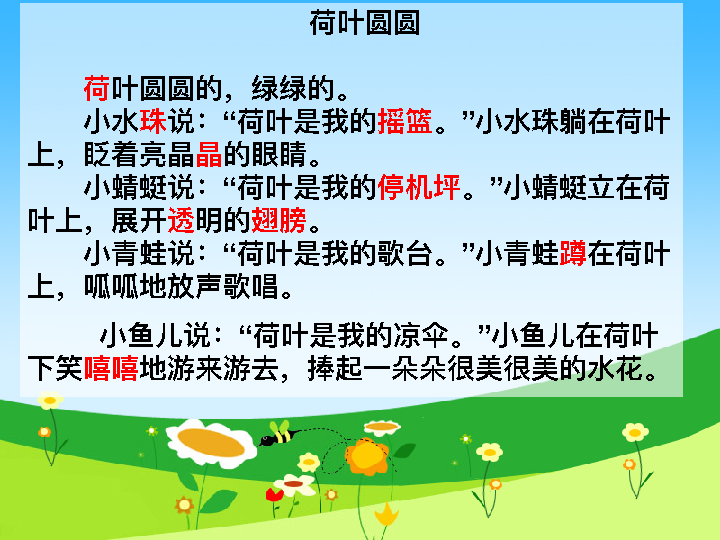 荷叶圆圆
荷叶圆圆的，绿绿的。
小水珠说：“荷叶是我的摇篮。”小水珠躺在荷叶
上，眨着亮晶晶的眼睛。
小蜻蜓说：“荷叶是我的停机坪。”小蜻蜓立在荷
叶上，展开透明的翅膀。
小青蛙说：“荷叶是我的歌台。”小青蛙蹲在荷叶
上，呱呱地放声歌唱。
小鱼儿说：“荷叶是我的凉伞。”小鱼儿在荷叶
下笑嘻嘻地游来游去，捧起一朵朵很美很美的水花。